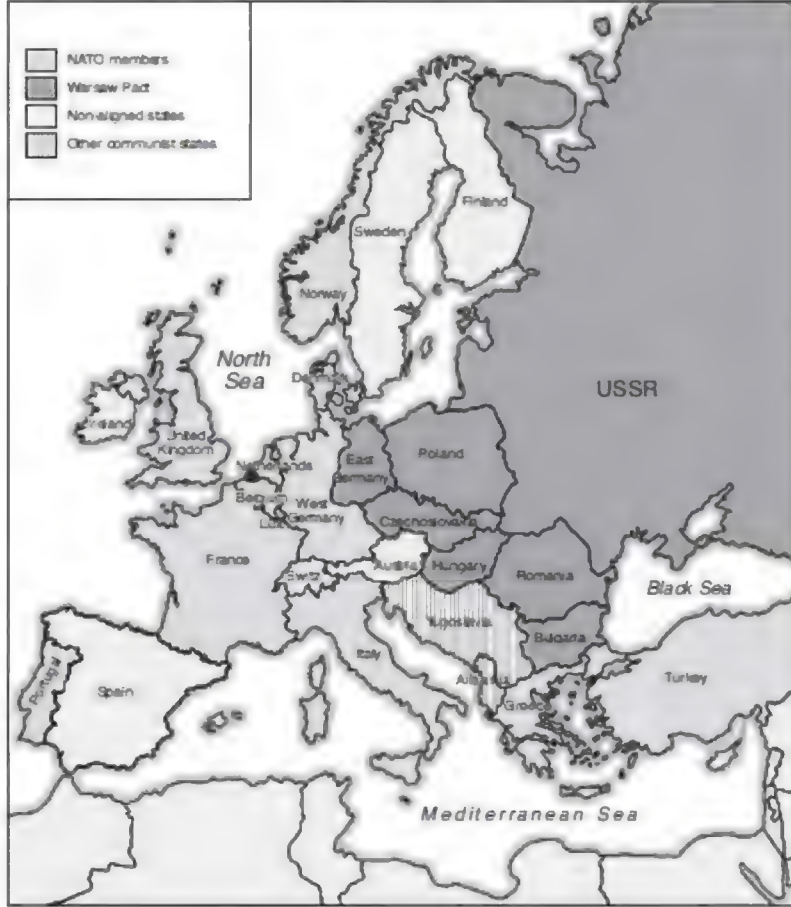 NATO members
Warsaw Pact
Non-aligned states
Other communist states
Finland
Sweden
Norway
North
Sea
Denmark
USSR
Ireland
United
Kingdom
Netherlands
East
Germany
Poland
Belgium
West
Germany
Lux
Czechoslovakia
France
Switz
Austria
Hungary
Romania
Black Sea
Yugoslavia
Bulgaria
Italy
Portugal
Spain
Albania
Greece
Turkey
Mediterranean Sea